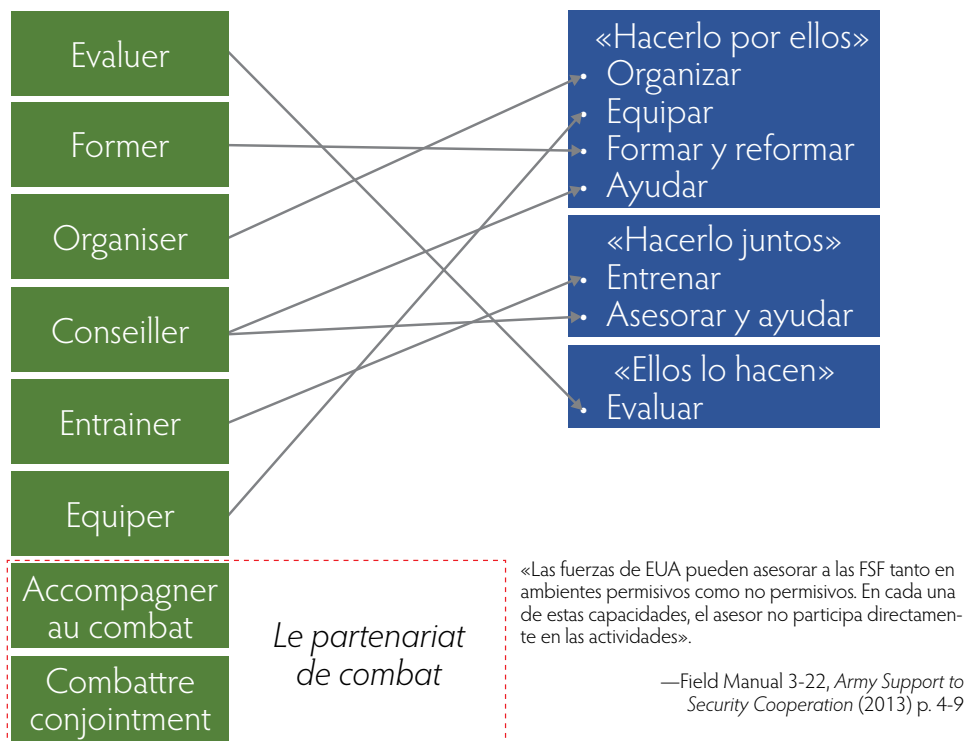 Evaluer
Former
Organiser
Conseiller
Entrainer
Equiper
Accompagner
au combat
Combattre
conjointment
Le partenariat
de combat
«Hacerlo por ellos»
• Organizar
• Equipar
• Formar y reformar
• Ayudar
«Hacerlo juntos»
• Entrenar
• Asesorar y ayudar
«Ellos lo hacen»
• Evaluar
«Las fuerzas de EUA pueden asesorar a las FSF tanto en
ambientes permisivos como no permisivos. En cada una
de estas capacidades, el asesor no participa directamen-
te en las actividades».
—Field Manual 3-22, Army Support to
Security Cooperation (2013) p. 4-9